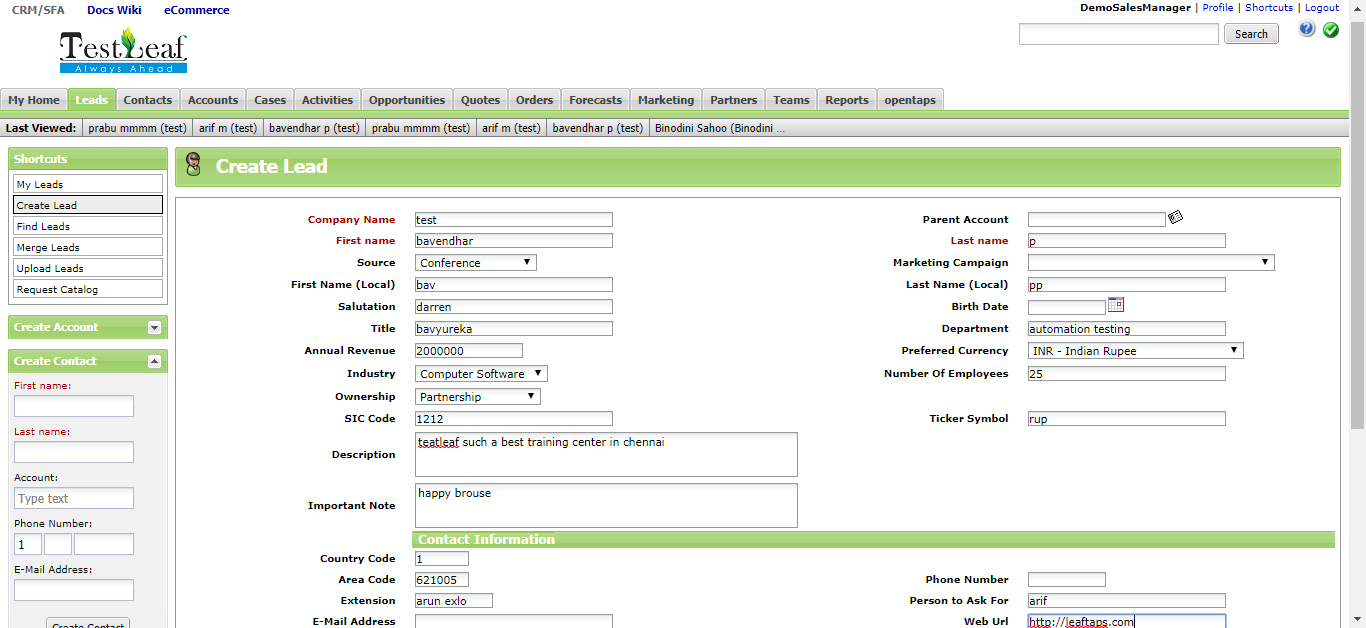 CRM/SFA Docs Wiki eCommerce
DemoSalesManager | Profile | Shortcuts | Logout
Search
TestLeaf
Always Ahead
My Home Leads Contacts Accounts Cases Activities Opportunities Quotes Orders Forecasts Marketing Partners Teams Reports opentaps
Last Viewed: prabu mmmm (test) arif m (test) bavendhar p (test) prabu mmmm (test) arif m (test) bavendhar p (test) Binodini Sahoo (Binodini ...
Shortcuts
My Leads
Create Lead
Find Leads
Merge Leads
Upload Leads
Request Catalog
Create Account
Create Contact
First name:
Last name:
Account:
Type text
Phone Number:
1
E-Mail Address:
Create Contact
Create Lead
Company Name test Parent Account
First name bavendhar Last name p
Source Conference Marketing Campaign
First Name (Local) bav Last Name (Local) pp
Salutation darren Birth Date
Title bavyureka Department automation testing
Annual Revenue 2000000 Preferred Currency INR - Indian Rupee
Industry Computer Software Number Of Employees 25
Ownership Partnership
SIC Code 1212 Ticker Symbol rup
Description teatleaf such a best training center in chennai
Important Note happy brouse
Contact Information
Country Code 1
Area Code 621005 Phone Number
Extension arun exlo Person to Ask For arif
E-Mail Address Web Url http://leaftaps.com